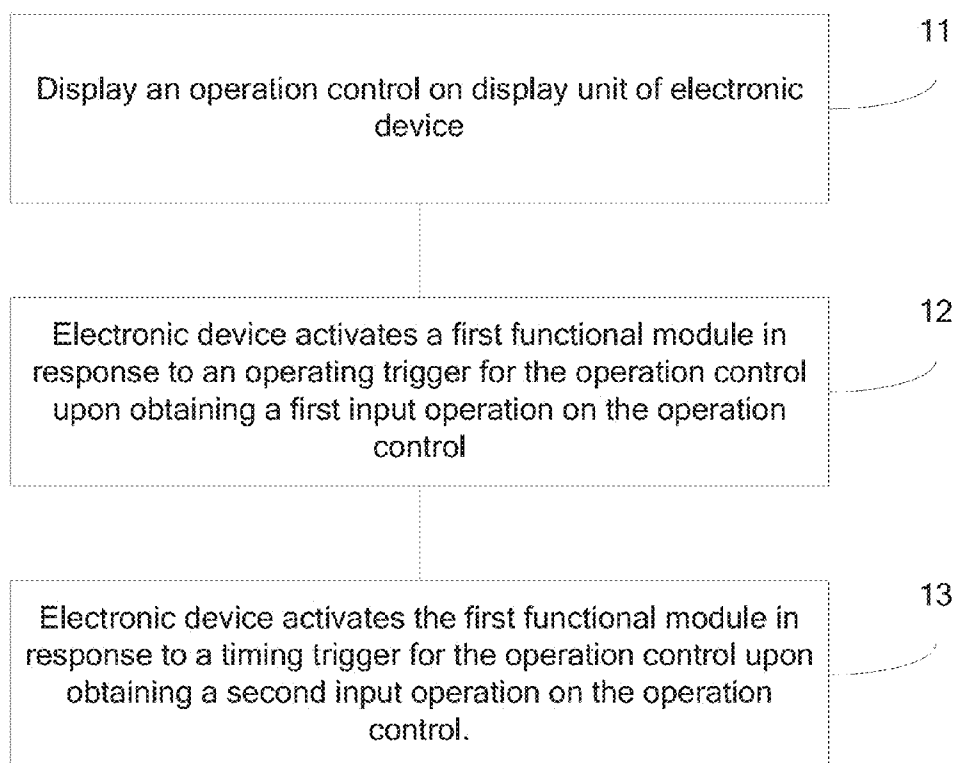 11
Display an operation control on display unit of electronic
device
12
Electronic device activates a first functional module in
response to an operating trigger for the operation control
upon obtaining a first input operation on the operation
control
13
Electronic device activates the first functional module in
response to a timing trigger for the operation control upon
obtaining a second input operation on the operation
control.